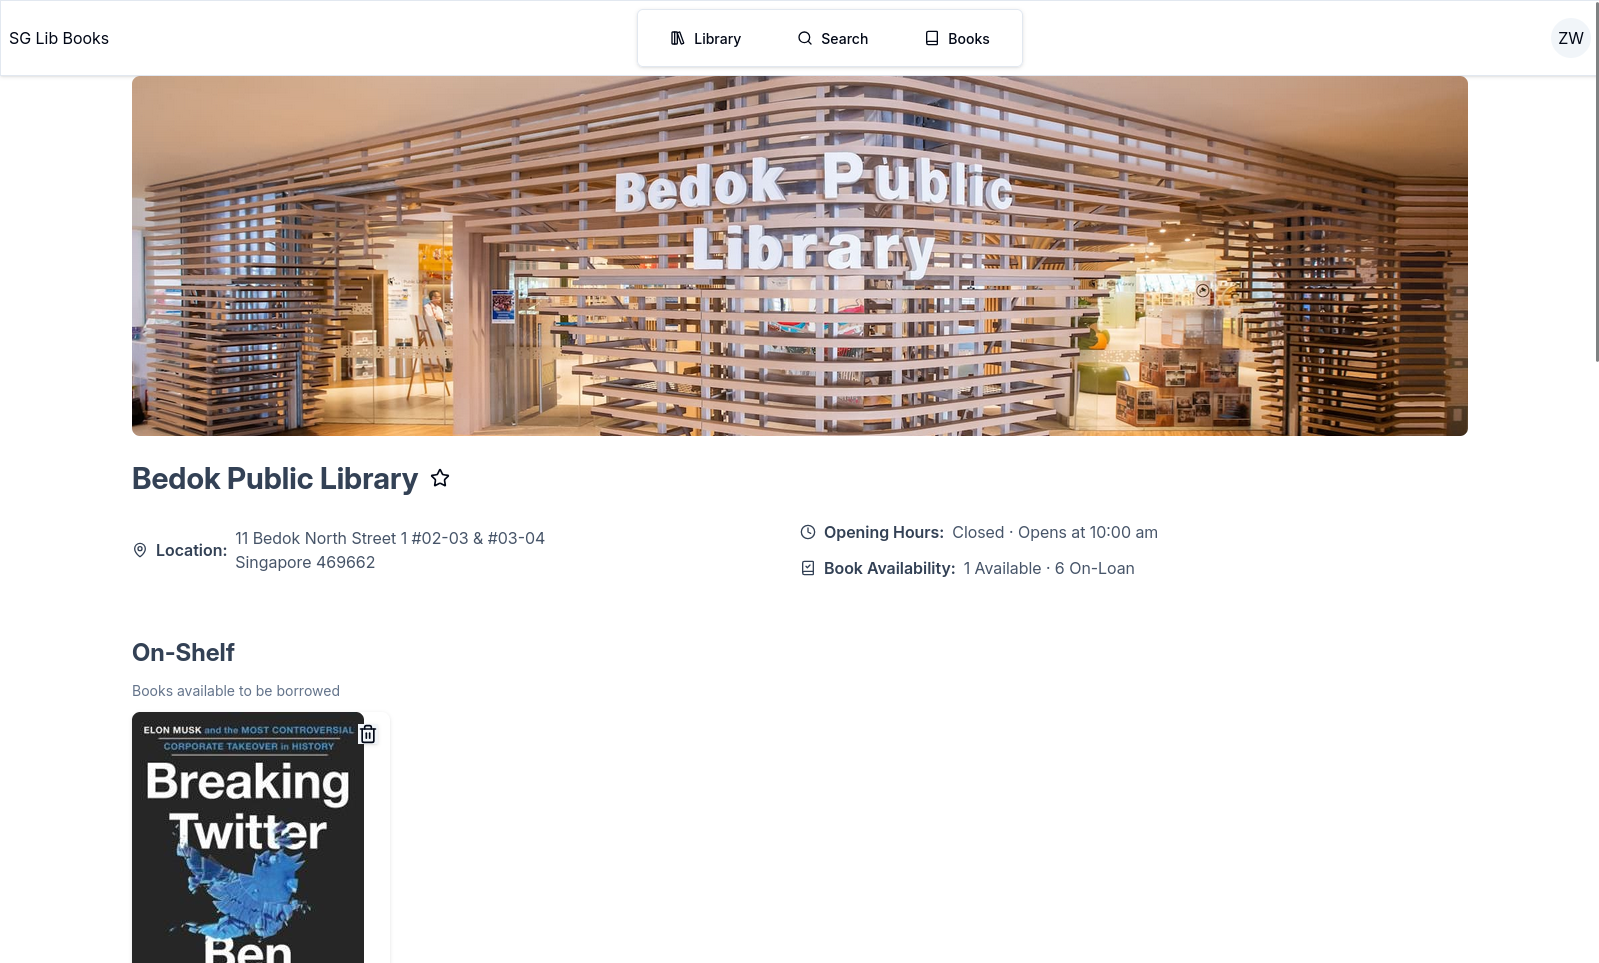 SG Lib Books
Library
Search
Books
ZW
Bedok Public
Library
Bedok Public Library
Location:
11 Bedok North Street 1 #02-03 & #03-04
Singapore 469662
Opening Hours: Closed · Opens at 10:00 am
Book Availability: 1 Available · 6 On-Loan
On-Shelf
Books available to be borrowed
ELON MUSK and the MOST CONTROVERSIAL
CORPORATE TAKEOVER in HISTORY
Breaking
Twitter
Ben